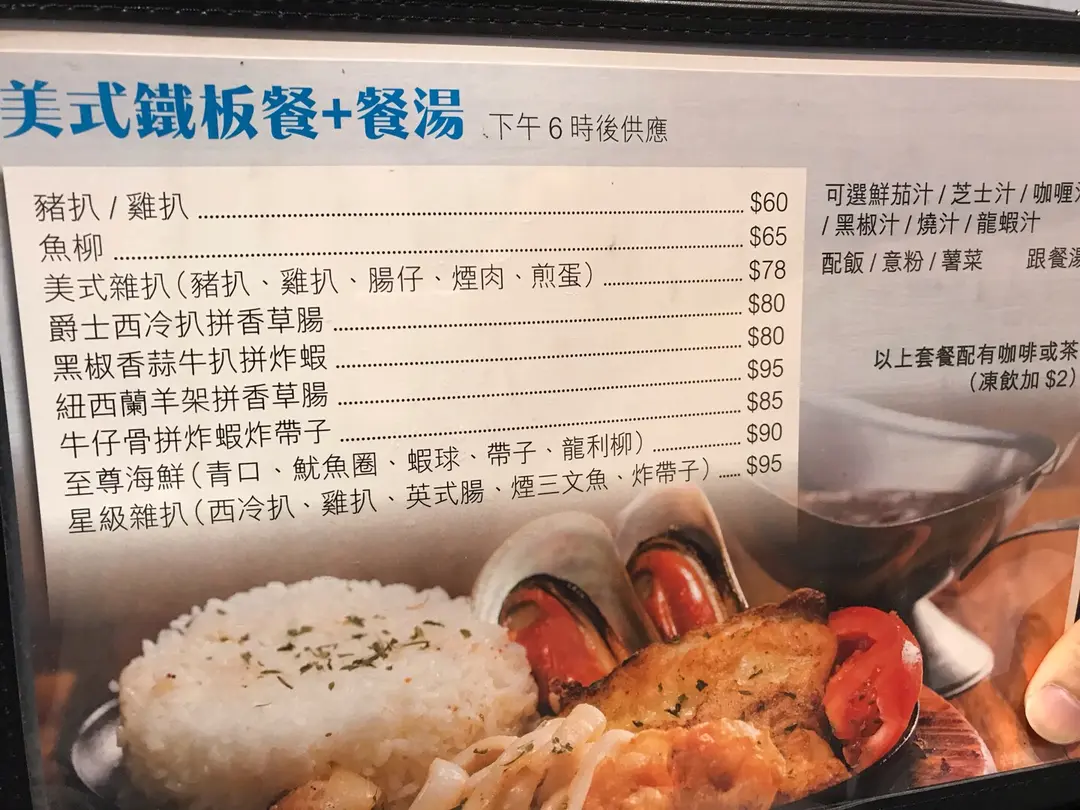 美式鐵板餐+餐湯 下午6時後供應
豬扒 / 雞扒 $60
魚柳 $65
美式雜扒(豬扒、雞扒、腸仔、煙肉、煎蛋) $78
爵士西冷扒拼香草腸 $80
黑椒香蒜牛扒拼炸蝦 $80
紐西蘭羊架拼香草腸 $95
牛仔骨拼炸蝦炸帶子 $85
至尊海鮮(青口、魷魚圈、蝦球、帶子、龍利柳) $90
星級雜扒(西冷扒、雞扒、英式腸、煙三文魚、炸帶子) $95
可選鮮茄汁 / 芝士汁 / 咖喱汁
/ 黑椒汁 / 燒汁 / 龍蝦汁
配飯 / 意粉 / 薯菜 跟餐湯
以上套餐配有咖啡或茶
(凍飲加 $2)